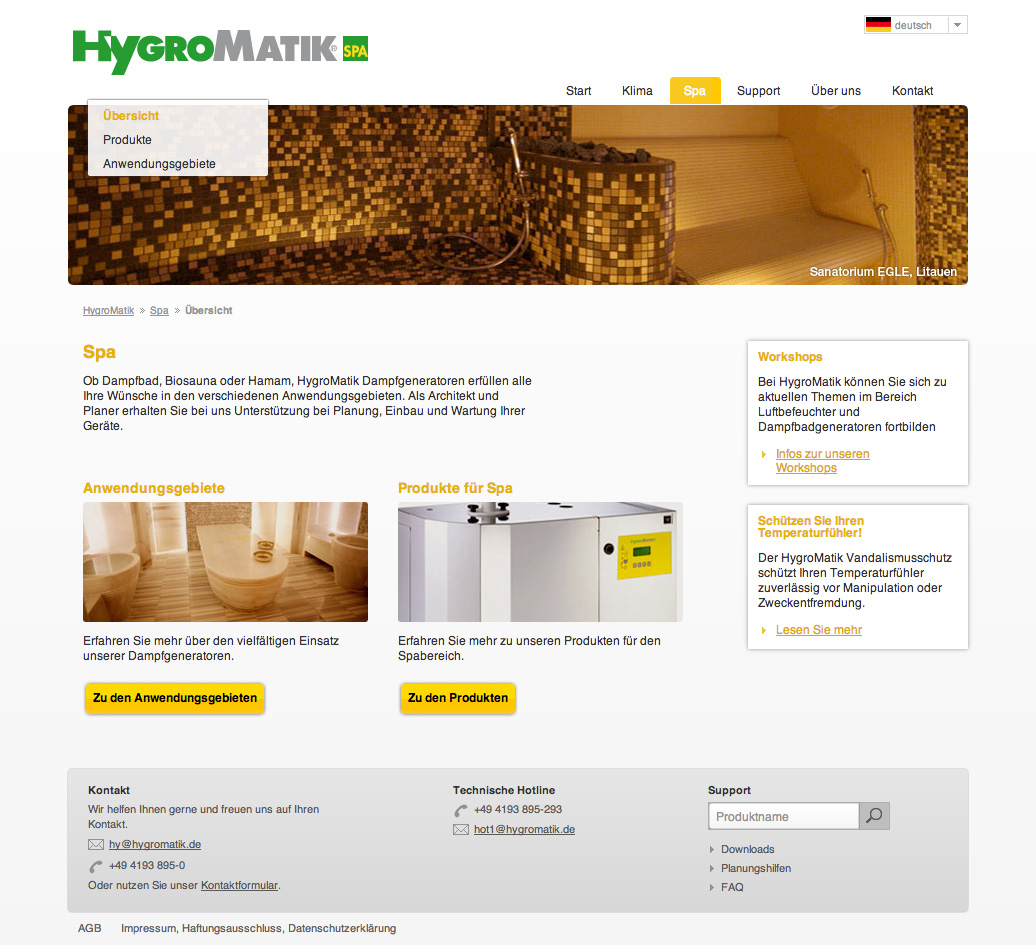 HYGROMATIK® SPA
deutsch
Start Klima Spa Support Über uns Kontakt
Übersicht
Produkte
Anwendungsgebiete
Sanatorium EGLE, Litauen
HygroMatik » Spa » Übersicht
Spa
Ob Dampfbad, Biosauna oder Hamam, HygroMatik Dampfgeneratoren erfüllen alle
Ihre Wünsche in den verschiedenen Anwendungsgebieten. Als Architekt und
Planer erhalten Sie bei uns Unterstützung bei Planung, Einbau und Wartung Ihrer
Geräte.
Anwendungsgebiete
Erfahren Sie mehr über den vielfältigen Einsatz
unserer Dampfgeneratoren.
Zu den Anwendungsgebieten
Produkte für Spa
Erfahren Sie mehr zu unseren Produkten für den
Spabereich.
Zu den Produkten
Workshops
Bei HygroMatik können Sie sich zu
aktuellen Themen im Bereich
Luftbefeuchter und
Dampfbadgeneratoren fortbilden
Infos zur unseren
Workshops
Schützen Sie Ihren
Temperaturfühler!
Der HygroMatik Vandalismusschutz
schützt Ihren Temperaturfühler
zuverlässig vor Manipulation oder
Zweckentfremdung.
Lesen Sie mehr
Kontakt
Wir helfen Ihnen gerne und freuen uns auf Ihren
Kontakt.
hy@hygromatik.de
+49 4193 895-0
Oder nutzen Sie unser Kontaktformular.
Technische Hotline
+49 4193 895-293
hot1@hygromatik.de
Support
Produktname
Downloads
Planungshilfen
FAQ
AGB Impressum, Haftungsausschluss, Datenschutzerklärung